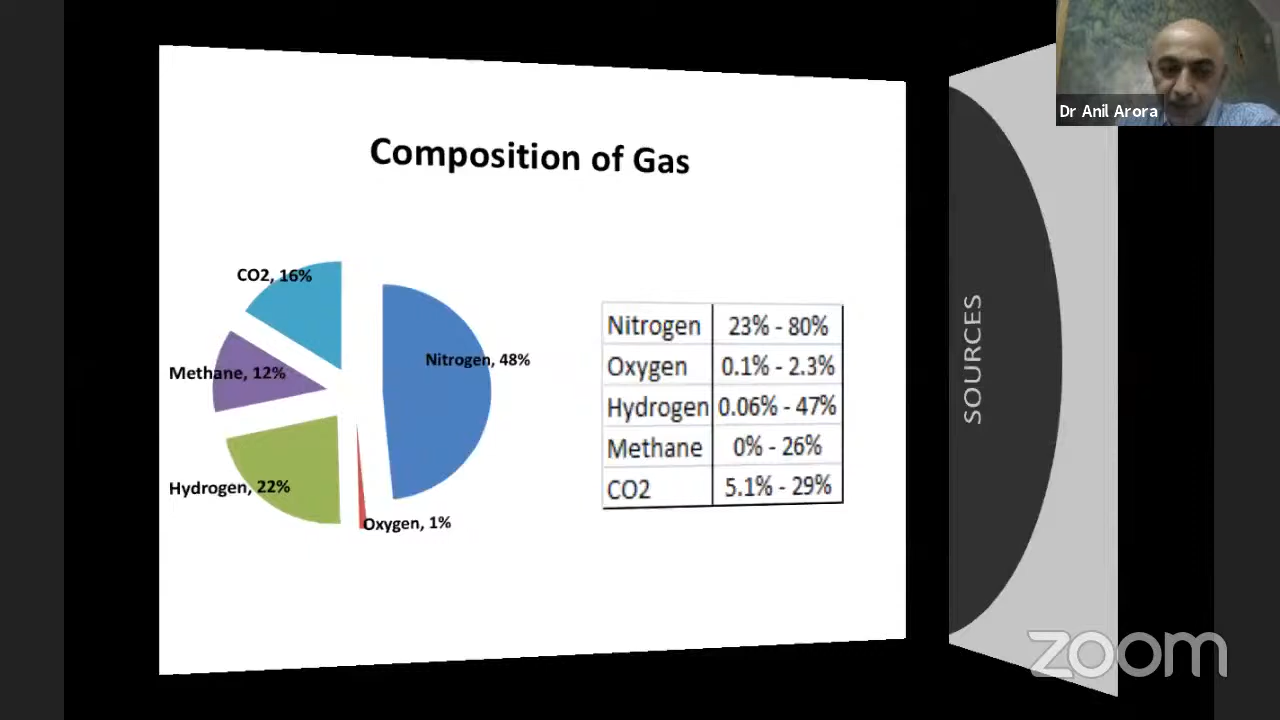 Dr Anil Arora
Composition of Gas
CO2, 16%
Nitrogen, 48%
Methane, 12%
Hydrogen, 22%
Oxygen, 1%
Nitrogen 23% - 80%
Oxygen 0.1% - 2.3%
Hydrogen 0.06% - 47%
Methane 0% - 26%
CO2 5.1% - 29%
SOURCES
zoom